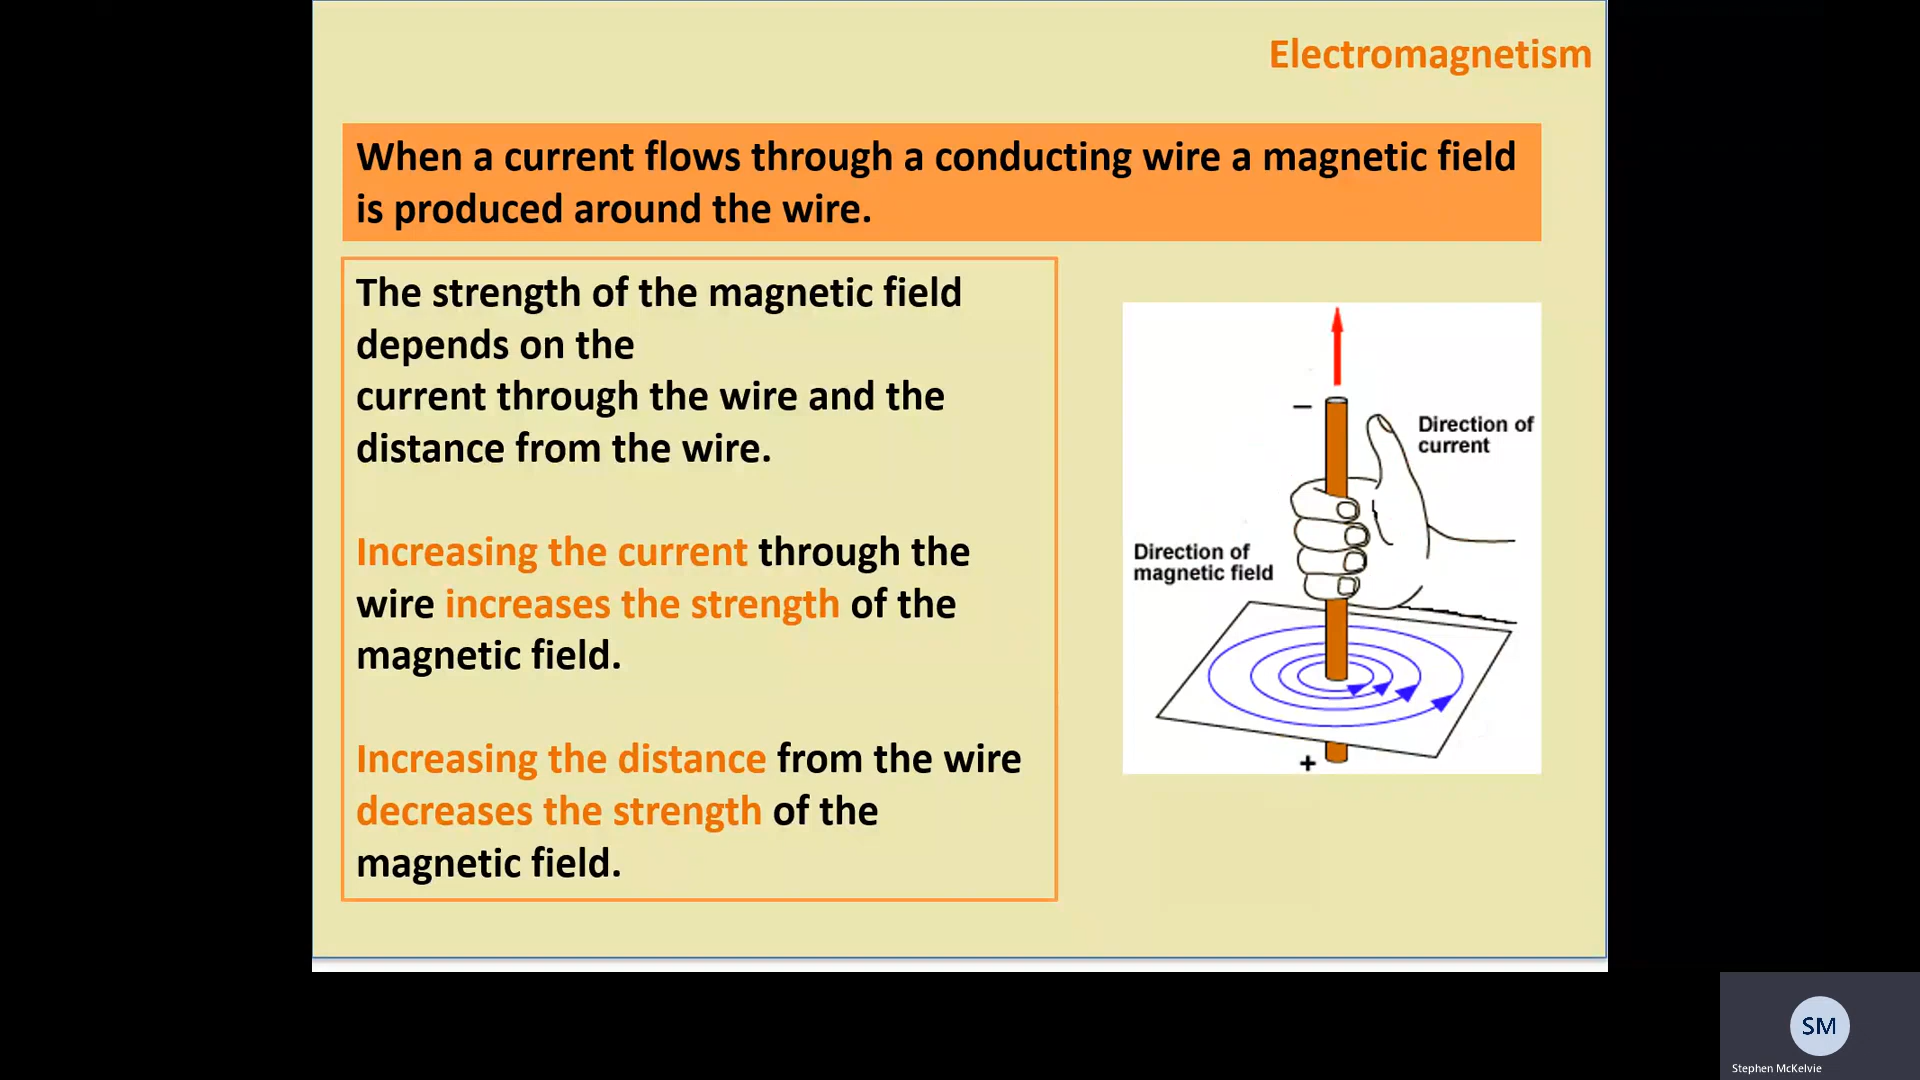 Electromagnetism
When a current flows through a conducting wire a magnetic field
is produced around the wire.
The strength of the magnetic field
depends on the
current through the wire and the
distance from the wire.
Increasing the current through the
wire increases the strength of the
magnetic field.
Increasing the distance from the wire
decreases the strength of the
magnetic field.
–
Direction of
current
Direction of
magnetic field
+
SM
Stephen McKelvie